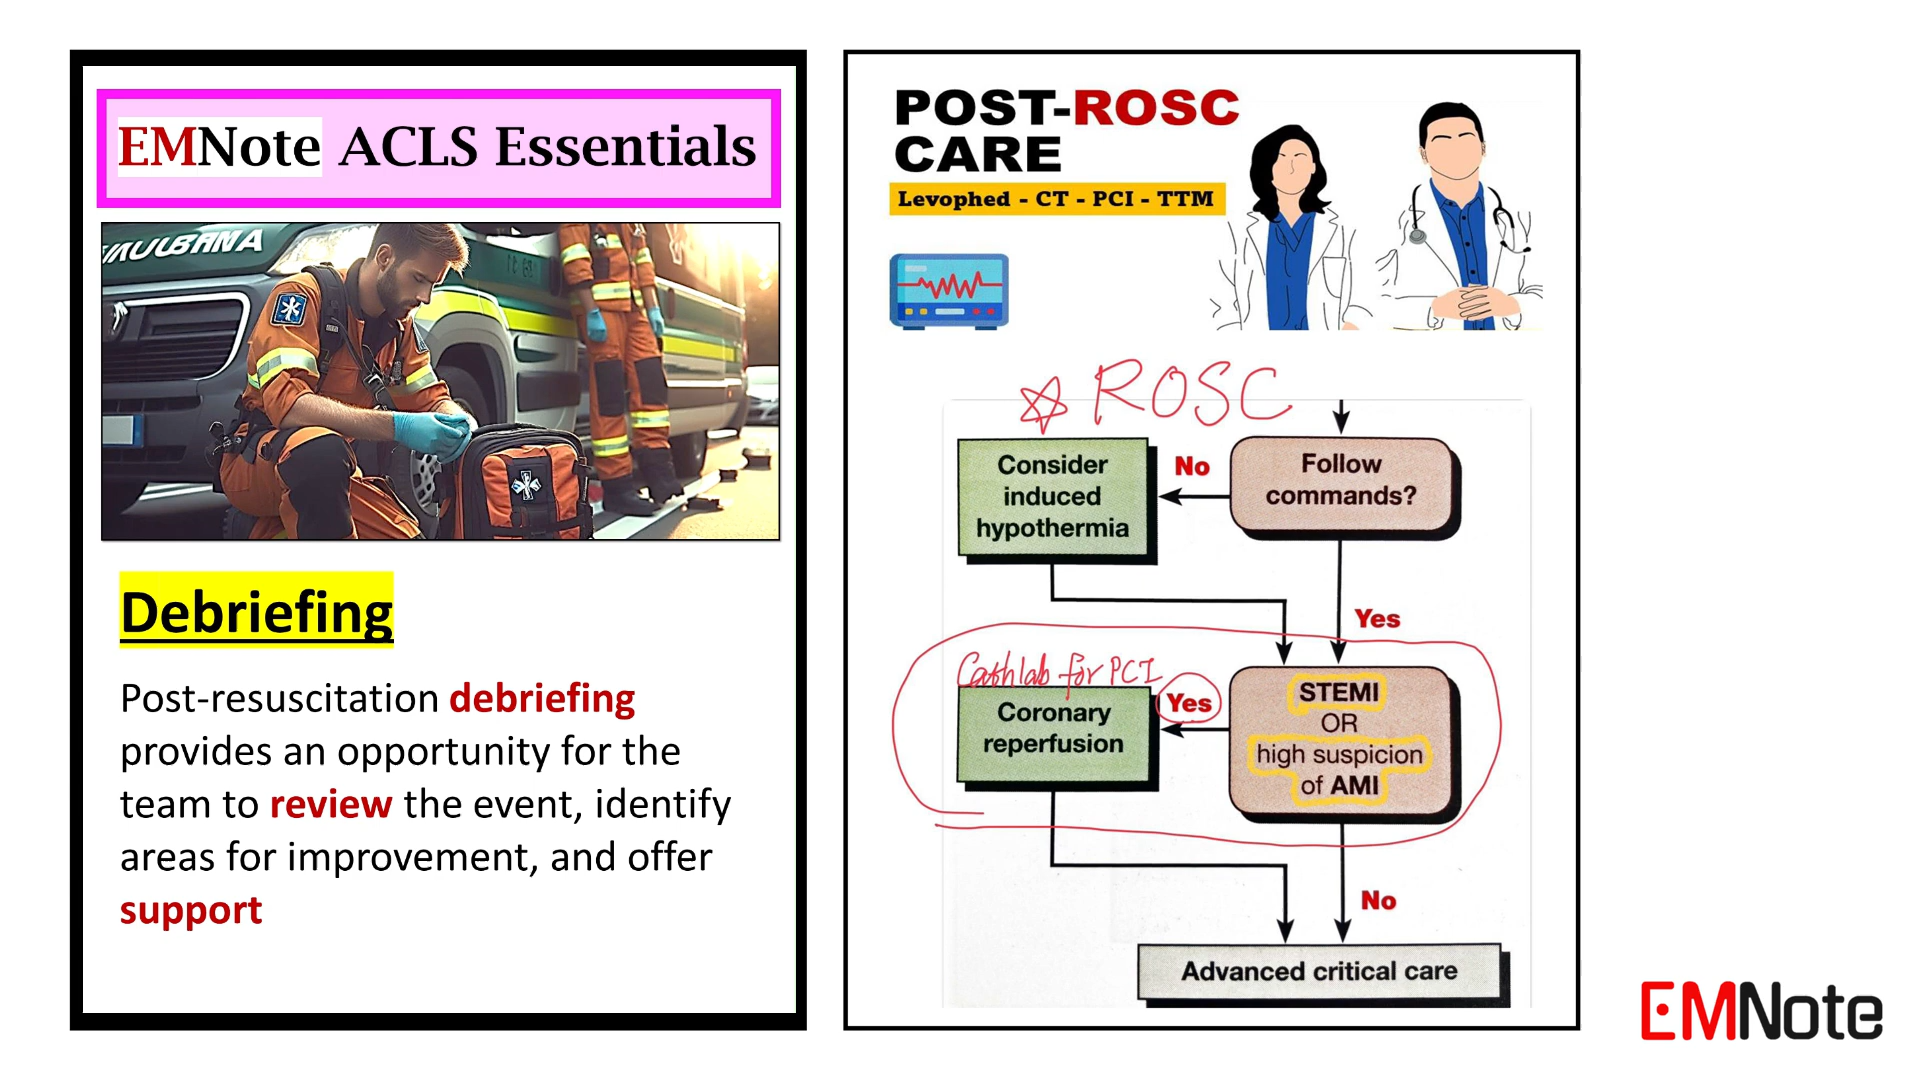 EMNote ACLS Essentials
Debriefing
Post-resuscitation debriefing
provides an opportunity for the
team to review the event, identify
areas for improvement, and offer
support
POST-ROSC
CARE
Levophed - CT - PCI - TTM
☆ ROSC
Follow
commands?
No
Consider
induced
hypothermia
Yes
STEMI
OR
high suspicion
of AMI
Yes
Cath lab for PCI
Coronary
reperfusion
No
Advanced critical care
EMNote